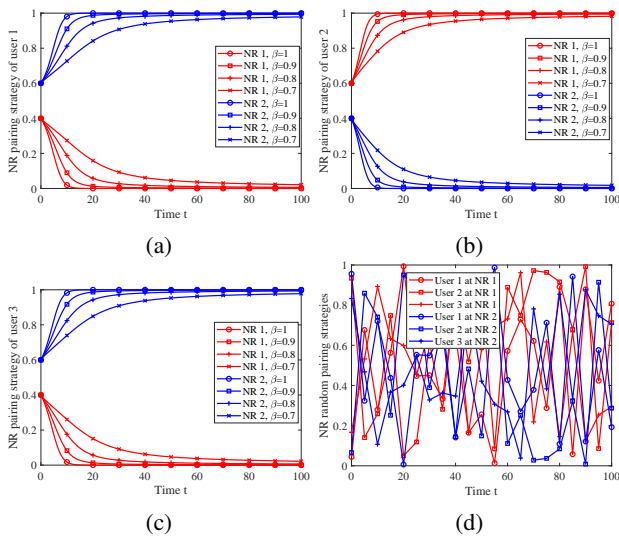 NR pairing strategy of user 1
1
0.8
0.6
0.4
0.2
0
0 20 40 60 80 100
Time t
NR 1, β=1
NR 1, β=0.9
NR 1, β=0.8
NR 1, β=0.7
NR 2, β=1
NR 2, β=0.9
NR 2, β=0.8
NR 2, β=0.7
(a)
NR pairing strategy of user 2
1
0.8
0.6
0.4
0.2
0
0 20 40 60 80 100
Time t
NR 1, β=1
NR 1, β=0.9
NR 1, β=0.8
NR 1, β=0.7
NR 2, β=1
NR 2, β=0.9
NR 2, β=0.8
NR 2, β=0.7
(b)
NR pairing strategy of user 3
1
0.8
0.6
0.4
0.2
0
0 20 40 60 80 100
Time t
NR 1, β=1
NR 1, β=0.9
NR 1, β=0.8
NR 1, β=0.7
NR 2, β=1
NR 2, β=0.9
NR 2, β=0.8
NR 2, β=0.7
(c)
NR random pairing strategies
1
0.8
0.6
0.4
0.2
0
0 20 40 60 80 100
Time t
User 1 at NR 1
User 2 at NR 1
User 3 at NR 1
User 1 at NR 2
User 2 at NR 2
User 3 at NR 2
(d)